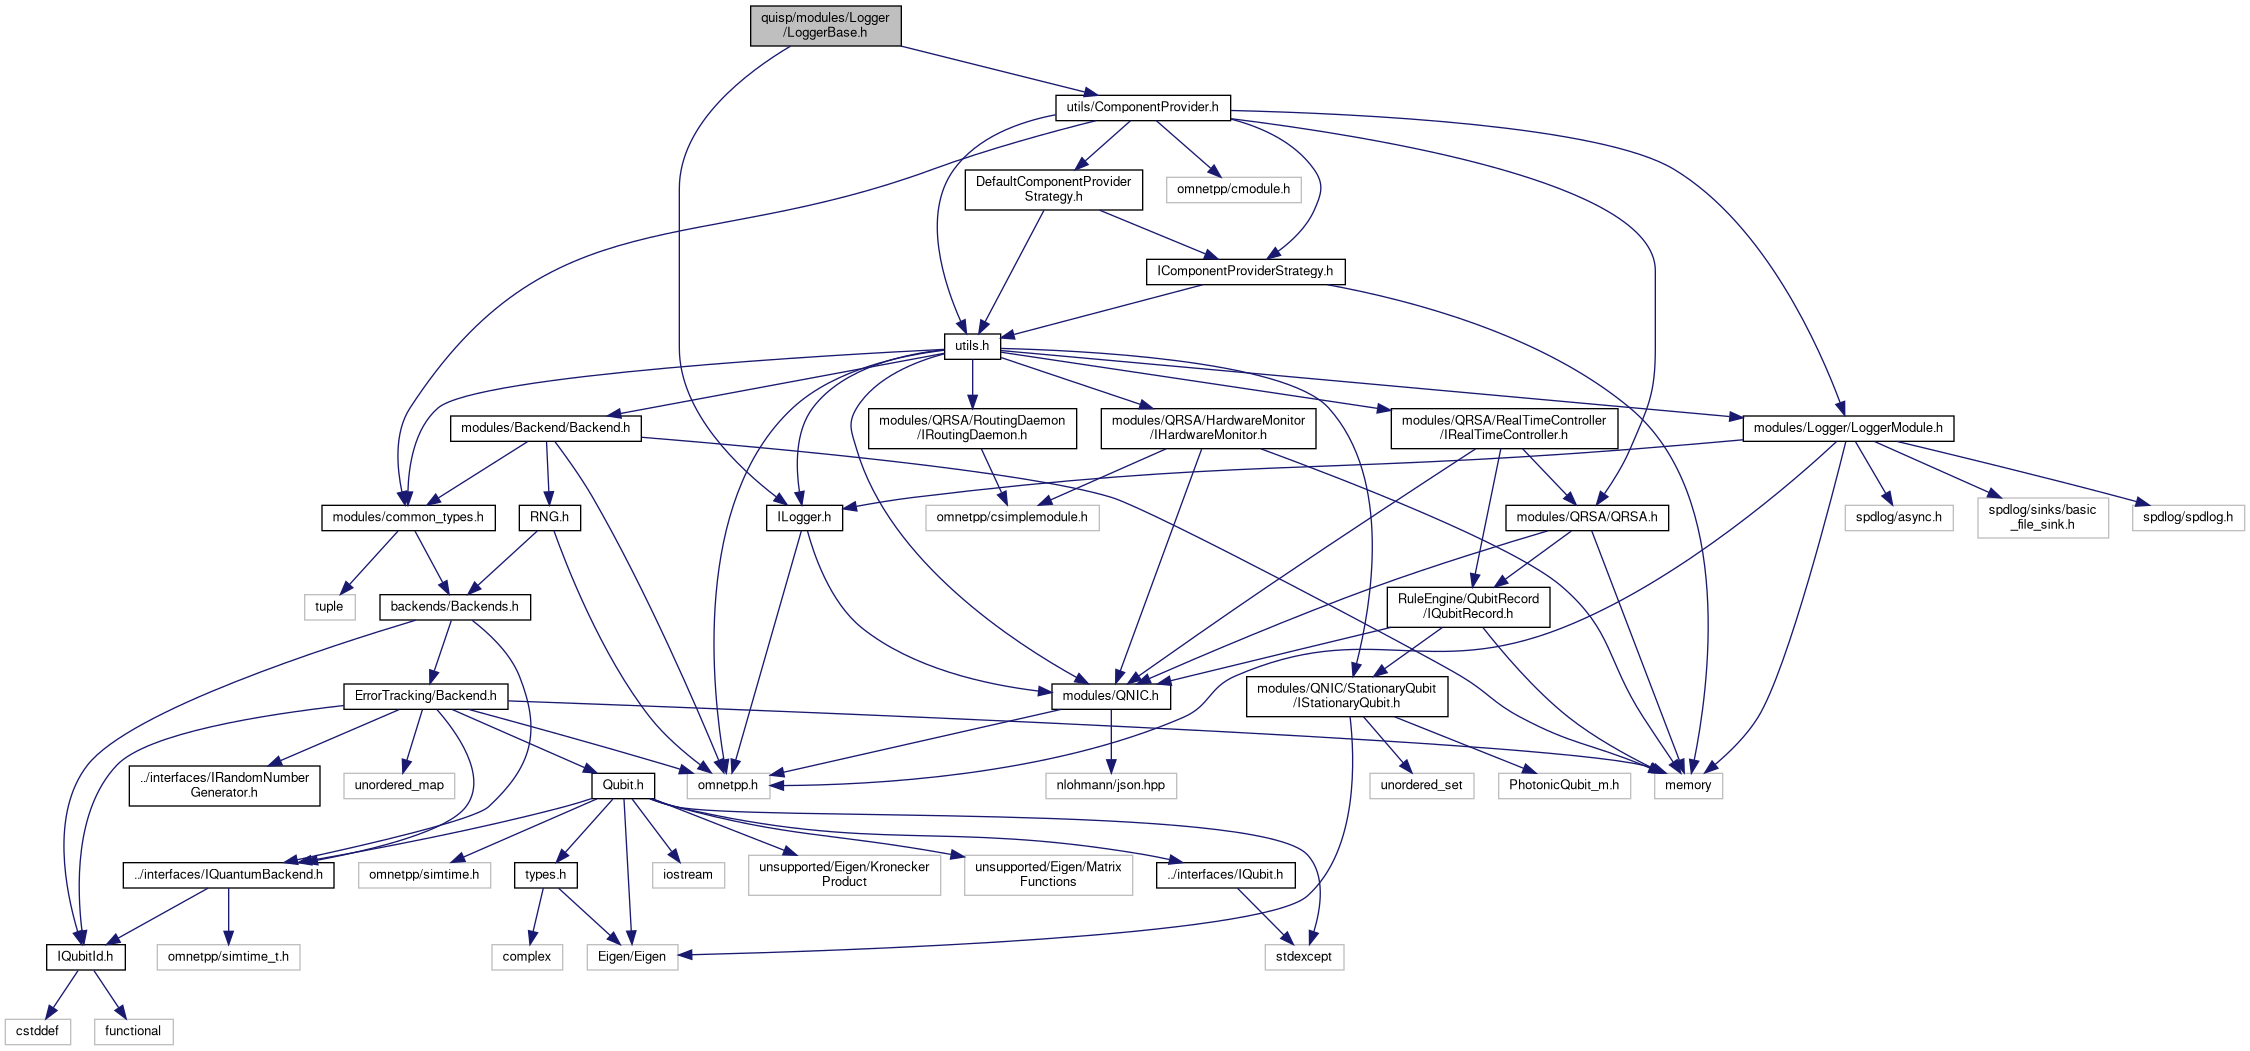 quisp/modules/Logger
/LoggerBase.h
utils/ComponentProvider.h
DefaultComponentProvider
Strategy.h
omnetpp/cmodule.h
IComponentProviderStrategy.h
utils.h
modules/Backend/Backend.h
modules/QRSA/RoutingDaemon
/IRoutingDaemon.h
modules/QRSA/HardwareMonitor
/IHardwareMonitor.h
modules/QRSA/RealTimeController
/IRealTimeController.h
modules/Logger/LoggerModule.h
modules/common_types.h
RNG.h
ILogger.h
omnetpp/csimplemodule.h
modules/QRSA/QRSA.h
spdlog/async.h
spdlog/sinks/basic
_file_sink.h
spdlog/spdlog.h
tuple
backends/Backends.h
RuleEngine/QubitRecord
/IQubitRecord.h
ErrorTracking/Backend.h
modules/QNIC.h
modules/QNIC/StationaryQubit
/IStationaryQubit.h
../interfaces/IRandomNumber
Generator.h
unordered_map
Qubit.h
omnetpp.h
nlohmann/json.hpp
unordered_set
PhotonicQubit_m.h
memory
../interfaces/IQuantumBackend.h
omnetpp/simtime.h
types.h
iostream
unsupported/Eigen/Kronecker
Product
unsupported/Eigen/Matrix
Functions
../interfaces/IQubit.h
IQubitId.h
omnetpp/simtime_t.h
complex
Eigen/Eigen
stdexcept
cstddef
functional